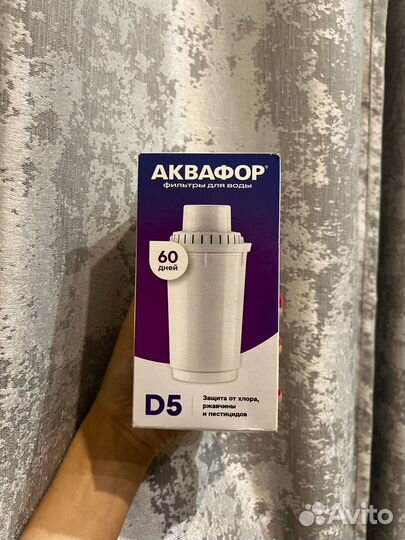 АКВАФОР®
фильтры для воды
60
дней
D5
Защита от хлора,
ржавчины
и пестицидов
Avito